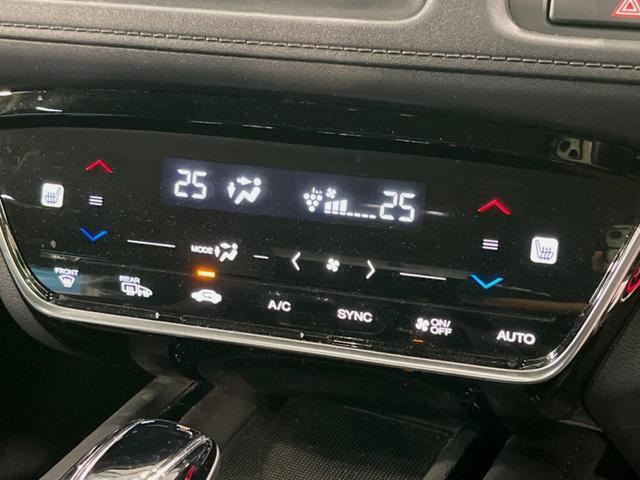 25 25
MODE
FRONT
REAR
A/C
SYNC
ON/
OFF
AUTO